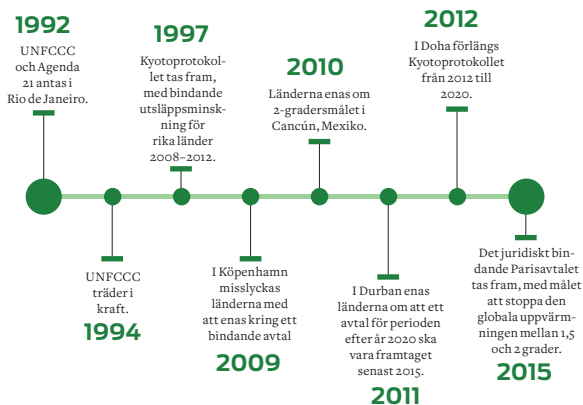 1992
UNFCCC
och Agenda
21 antas i
Rio de Janeiro.
UNFCCC
träder i
kraft.
1994
1997
Kyotoprotokol-
let tas fram,
med bindande
utsläppsminsk-
ning för
rika länder
2008–2012.
I Köpenhamn
misslyckas
länderna med
att enas kring ett
bindande avtal
2009
2010
Länderna enas om
2-gradersmålet i
Cancún, Mexiko.
I Durban enas
länderna om att ett
avtal för perioden
efter år 2020 ska
vara framtaget
senast 2015.
2011
2012
I Doha förlängs
Kyotoprotokollet
från 2012 till
2020.
Det juridiskt bin-
dande Parisavtalet
tas fram, med målet
att stoppa den
globala uppvärm-
ningen mellan 1,5
och 2 grader.
2015